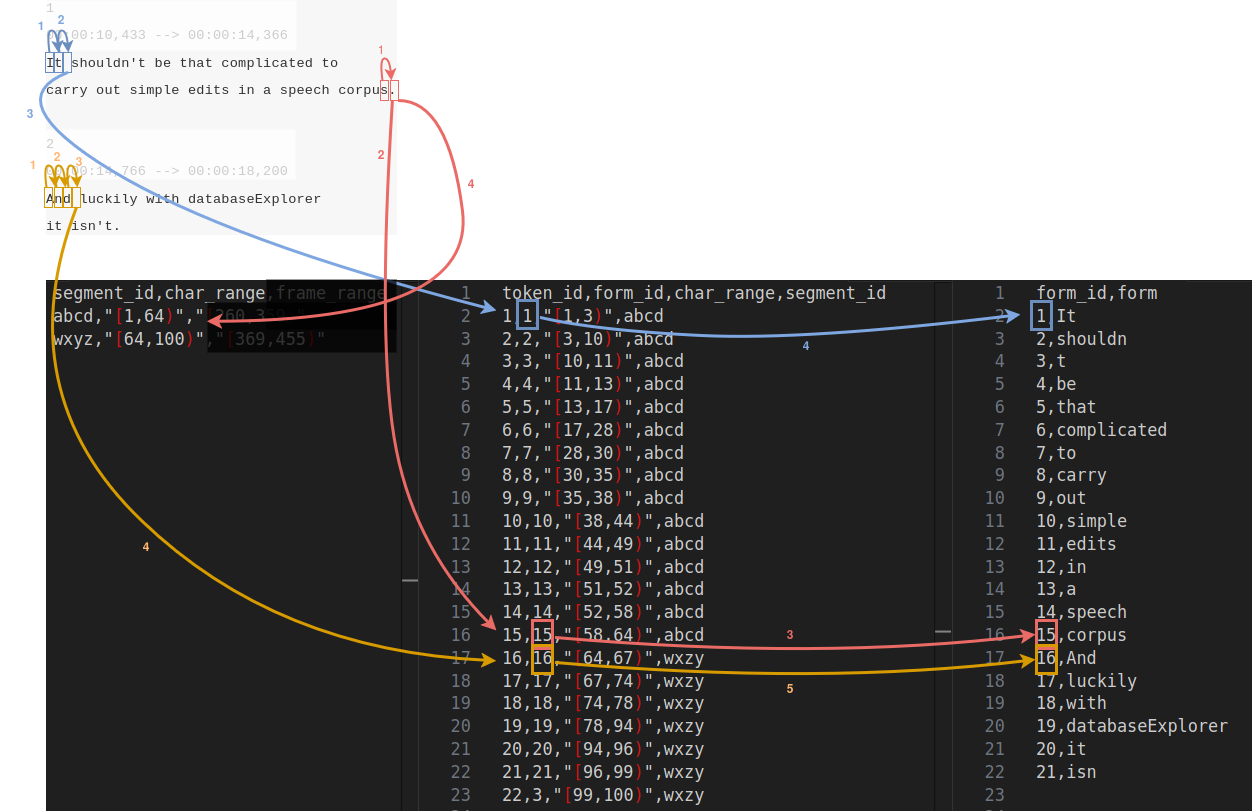 1
00:00:10,433 --> 00:00:14,366
It shouldn't be that complicated to
carry out simple edits in a speech corpus.
2
00:00:14,766 --> 00:00:18,200
And luckily with databaseExplorer
it isn't.
1
2
3
1
2
4
1
2
3
4
segment_id,char_range,frame_range
abcd,"[1,64)","
wxyz,"[64,100)","[369,455)"
1 token_id,form_id,char_range,segment_id
2 1,1,"[1,3)",abcd
3 2,2,"[3,10)",abcd
4 3,3,"[10,11)",abcd
5 4,4,"[11,13)",abcd
6 5,5,"[13,17)",abcd
7 6,6,"[17,28)",abcd
8 7,7,"[28,30)",abcd
9 8,8,"[30,35)",abcd
10 9,9,"[35,38)",abcd
11 10,10,"[38,44)",abcd
12 11,11,"[44,49)",abcd
13 12,12,"[49,51)",abcd
14 13,13,"[51,52)",abcd
15 14,14,"[52,58)",abcd
16 15,15,"[58,64)",abcd
17 16,16,"[64,67)",wxzy
18 17,17,"[67,74)",wxzy
19 18,18,"[74,78)",wxzy
20 19,19,"[78,94)",wxzy
21 20,20,"[94,96)",wxzy
22 21,21,"[96,99)",wxzy
23 22,3,"[99,100)",wxzy
4
3
5
1 form_id,form
2 1,It
3 2,shouldn
4 3,t
5 4,be
6 5,that
7 6,complicated
8 7,to
9 8,carry
10 9,out
11 10,simple
12 11,edits
13 12,in
14 13,a
15 14,speech
16 15,corpus
17 16,And
18 17,luckily
19 18,with
20 19,databaseExplorer
21 20,it
22 21,isn
23